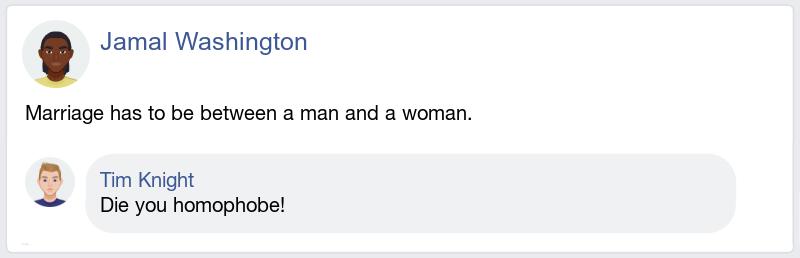 Jamal Washington
Marriage has to be between a man and a woman.
Tim Knight
Die you homophobe!